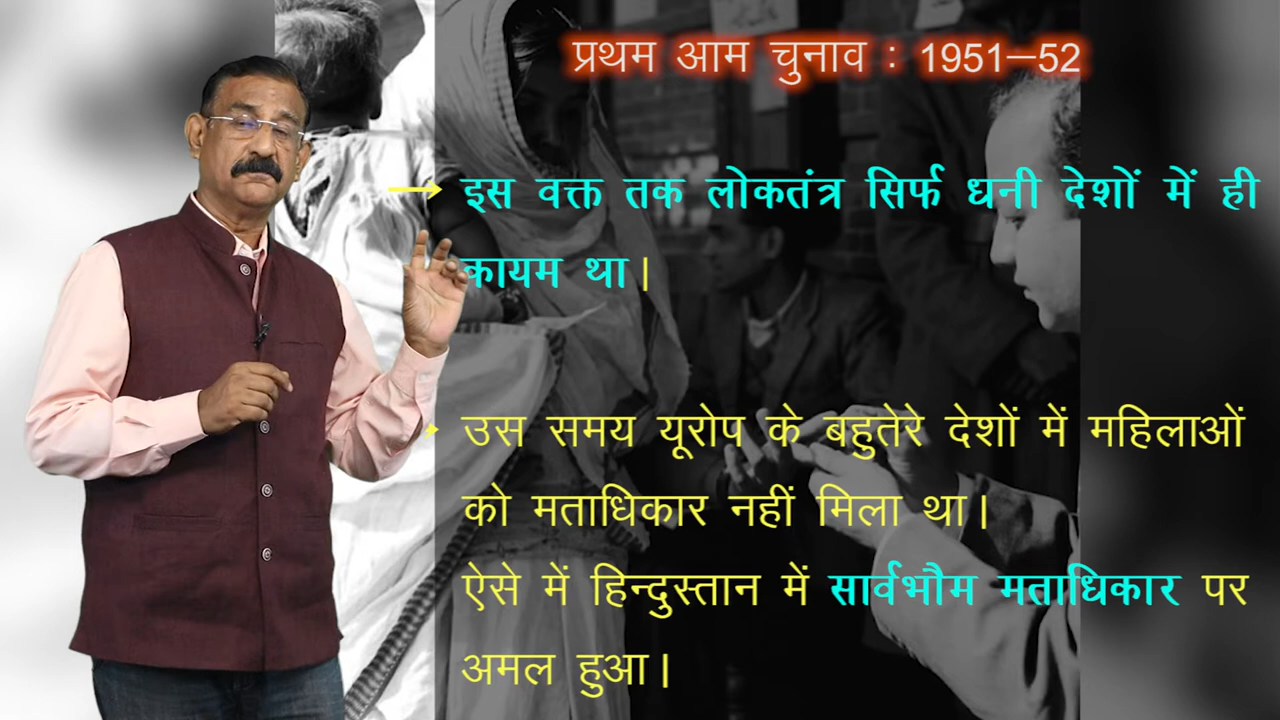 प्रथम आम चुनाव : 1951–52
इस वक्त तक लोकतंत्र सिर्फ धनी देशों में ही
कायम था।
उस समय यूरोप के बहुतेरे देशों में महिलाओं
को मताधिकार नहीं मिला था।
ऐसे में हिन्दुस्तान में सार्वभौम मताधिकार पर
अमल हुआ।